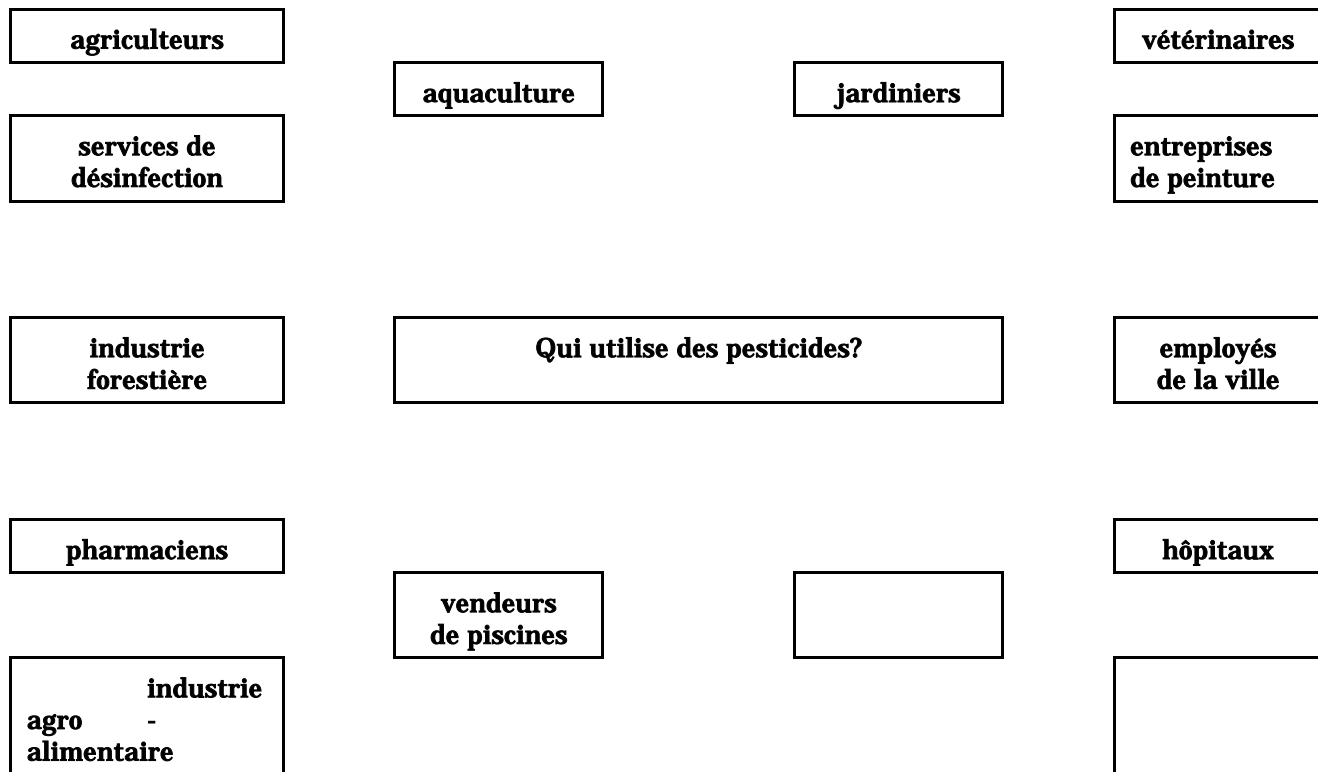 agriculteurs
vétérinaires
aquaculture
jardiniers
services de
désinfection
entreprises
de peinture
industrie
forestière
Qui utilise des pesticides?
employés
de la ville
pharmaciens
hôpitaux
vendeurs
de piscines
industrie
agro -
alimentaire